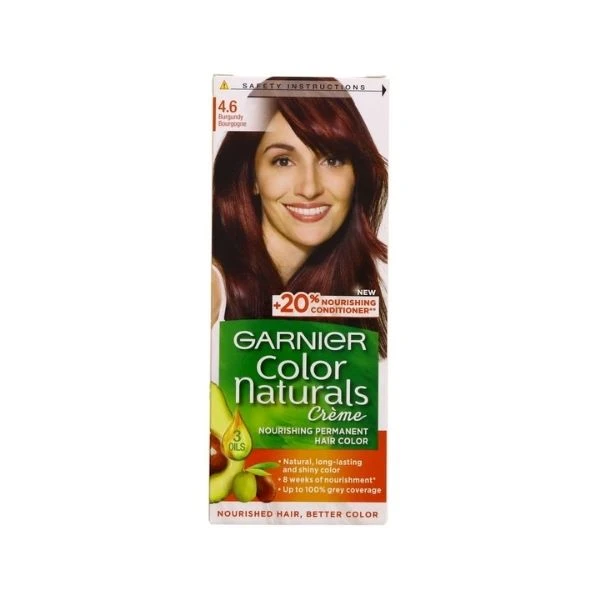 SAFETY INSTRUCTIONS
4.6
Burgundy
Bourgogne
NEW
+20% NOURISHING
CONDITIONER**
GARNIER
Color
Naturals
Crème
NOURISHING PERMANENT
HAIR COLOR
3
OILS
• Natural, long-lasting
and shiny color
• 8 weeks of nourishment*
• Up to 100% grey coverage
NOURISHED HAIR, BETTER COLOR